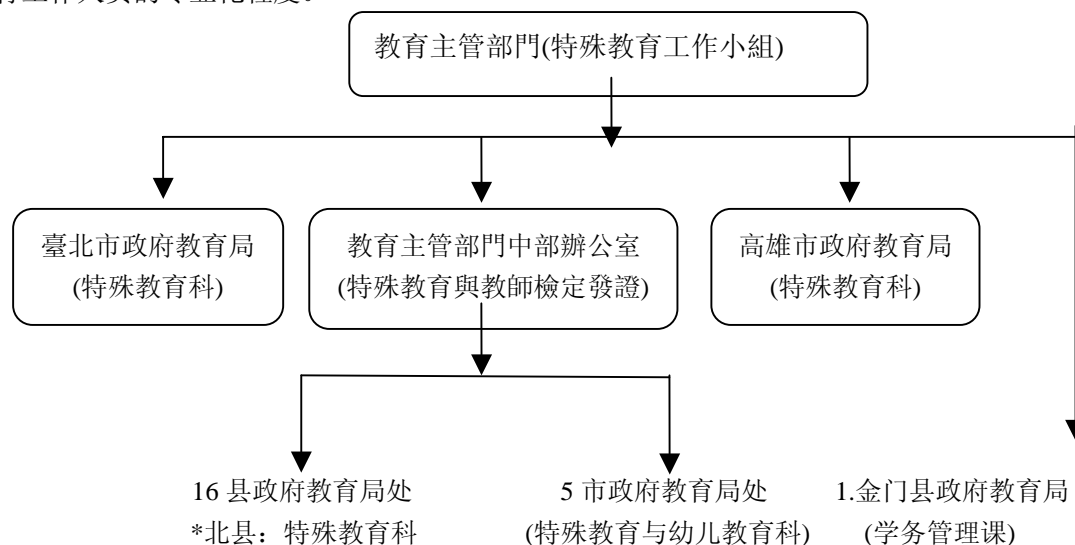 教育主管部門(特殊教育工作小組)
臺北市政府教育局
(特殊教育科)
教育主管部門中部辦公室
(特殊教育與教師檢定發證)
高雄市政府教育局
(特殊教育科)
16 县政府教育局处
*北县：特殊教育科
5 市政府教育局处
(特殊教育与幼儿教育科)
1.金门县政府教育局
(学务管理课)